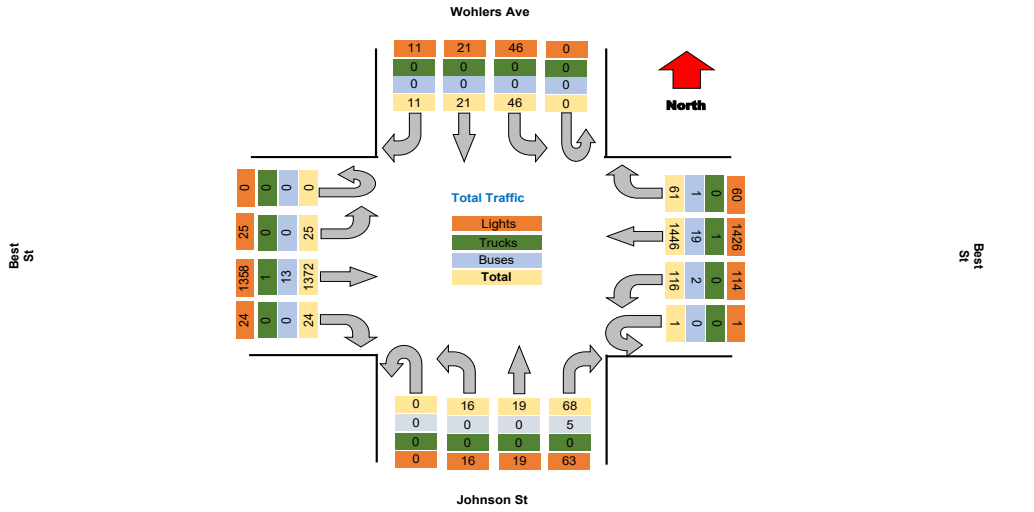 Wohlers Ave
11 21 46 0
0 0 0 0
0 0 0 0
11 21 46 0
North
0 0 0 0
25 0 0 25
1358 1 13 1372
24 0 0 24
Best
St
Total Traffic
Lights
Trucks
Buses
Total
61 1 0 60
1446 19 1 1426
116 2 0 114
1 0 0 1
Best
St
0 16 19 68
0 0 0 5
0 0 0 0
0 16 19 63
Johnson St